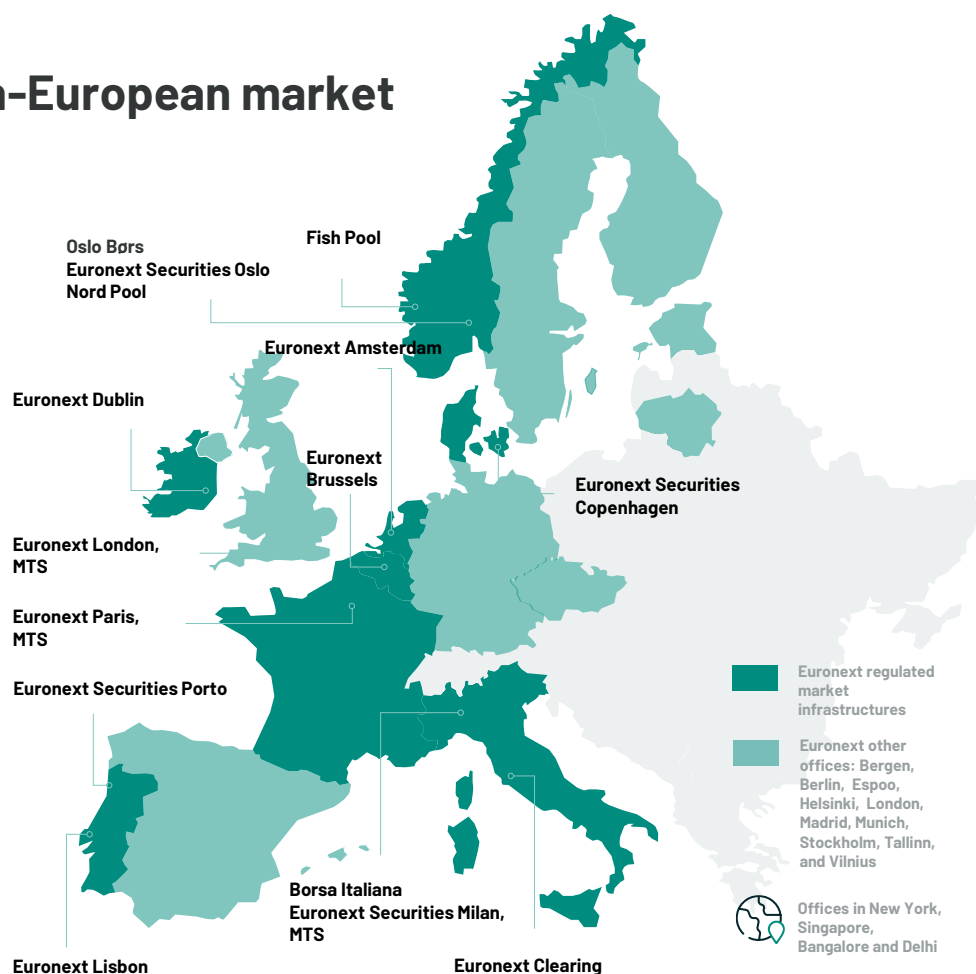 -European market
Fish Pool
Oslo Børs
Euronext Securities Oslo
Nord Pool
Euronext Amsterdam
Euronext Dublin
Euronext
Brussels
Euronext Securities
Copenhagen
Euronext London,
MTS
Euronext Paris,
MTS
Euronext Securities Porto
Euronext regulated
market
infrastructures
Euronext other
offices: Bergen,
Berlin, Espoo,
Helsinki, London,
Madrid, Munich,
Stockholm, Tallinn,
and Vilnius
Borsa Italiana
Euronext Securities Milan,
MTS
Offices in New York,
Singapore,
Bangalore and Delhi
Euronext Lisbon
Euronext Clearing